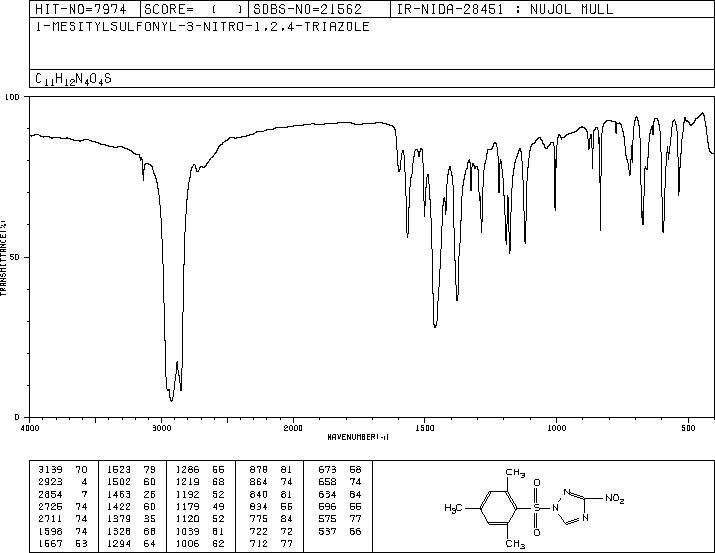 HIT-NO=7974 SCORE= ( ) SDBS-NO=21562 IR-NIDA-28451 : NUJOL MULL
1-MESITYLSULFONYL-3-NITRO-1,2,4-TRIAZOLE
C11H12N4O4S
100
50
0
TRANSMITTANCE(%)
4000 3000 2000 1500 1000 500
WAVENUMBER(-1)
3139 70 1523 79 1286 55 878 81 673 58
2923 4 1502 60 1219 68 864 74 658 74
2854 7 1463 26 1192 52 840 81 634 84
2725 74 1422 60 1179 49 834 55 596 55
2711 74 1379 35 1120 52 775 84 575 77
1598 74 1328 68 1039 81 722 72 537 66
1567 53 1294 64 1006 62 712 77
CH3
O
N
NO2
H3C
S
N
N
O
CH3